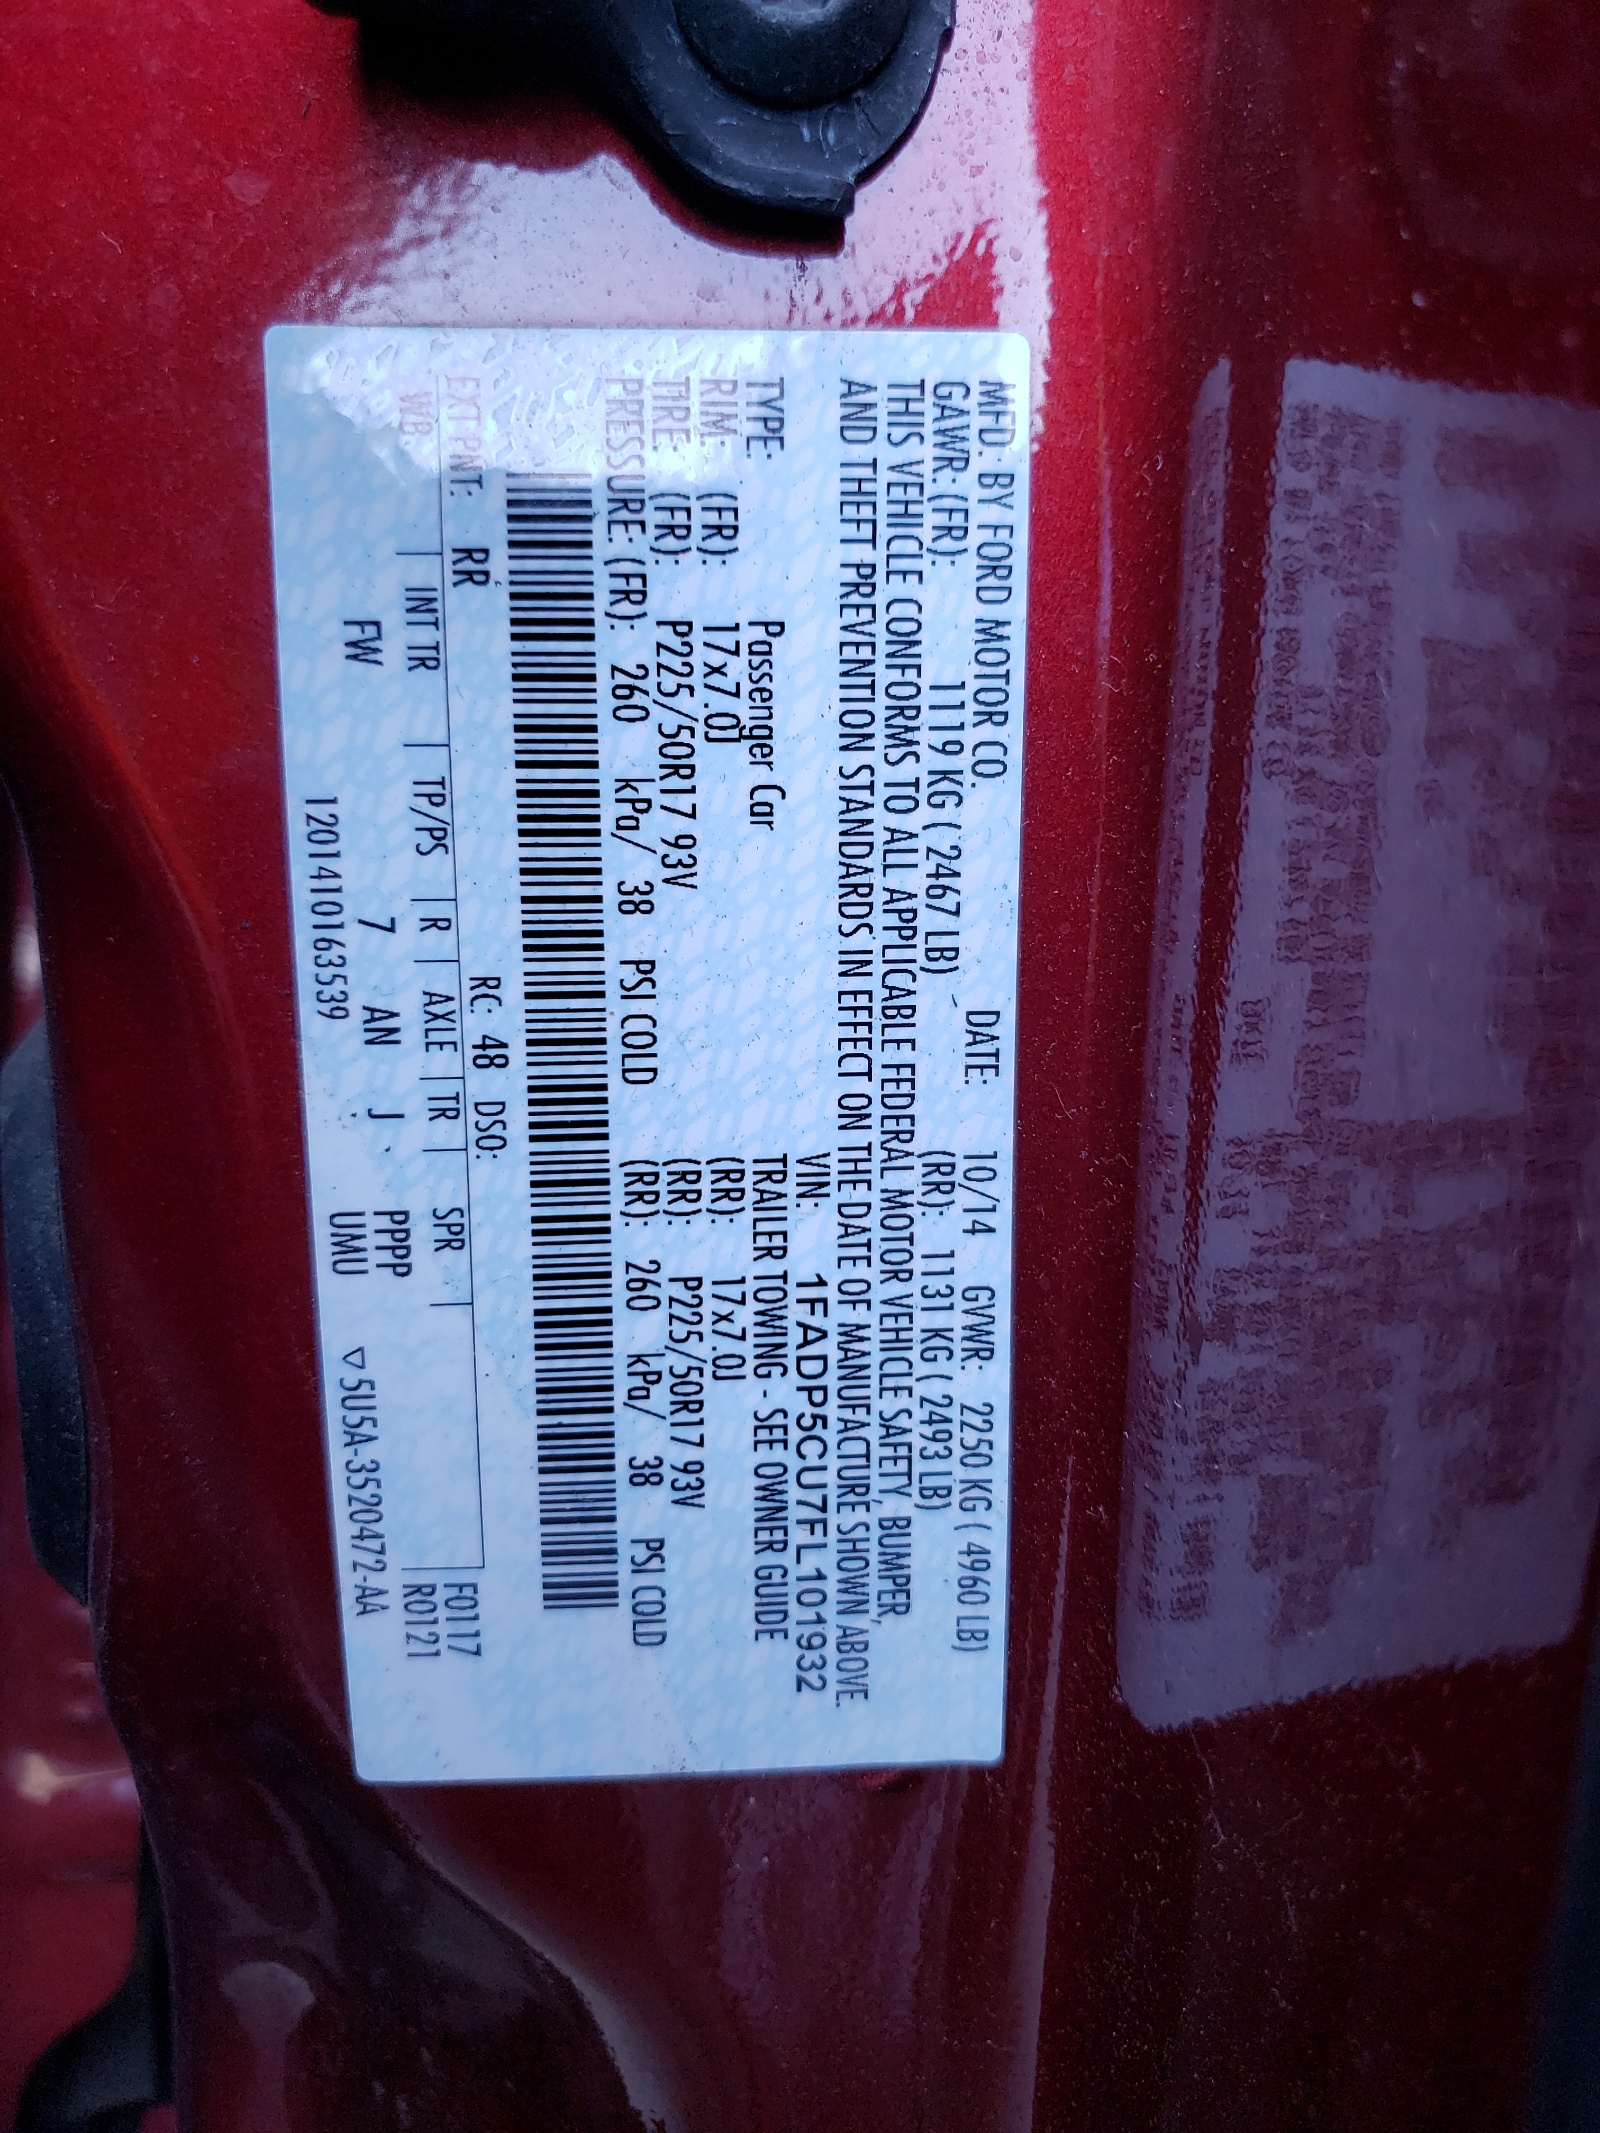 MFD. BY FORD MOTOR CO. DATE: 10/14 GVWR: 2250 KG ( 4960 LB)
GAWR: (FR): 1119 KG ( 2467 LB) (RR): 1131 KG ( 2493 LB)
THIS VEHICLE CONFORMS TO ALL APPLICABLE FEDERAL MOTOR VEHICLE SAFETY, BUMPER,
AND THEFT PREVENTION STANDARDS IN EFFECT ON THE DATE OF MANUFACTURE SHOWN ABOVE.
VIN: 1FADP5CU7FL101932
TYPE: Passenger Car TRAILER TOWING - SEE OWNER GUIDE
RIM: (FR): 17x7.0J (RR): 17x7.0J
TIRE: (FR): P225/50R17 93V (RR): P225/50R17 93V
PRESSURE: (FR): 260 kPa/ 38 PSI COLD (RR): 260 kPa/ 38 PSI COLD
EXT PNT: RR RC: 48 DSO: F0117
WB: INT TR TP/PS R AXLE TR SPR R0121
PPPP
FW 7 AN J UMU ▽5U5A-3520472-AA
1201410163539